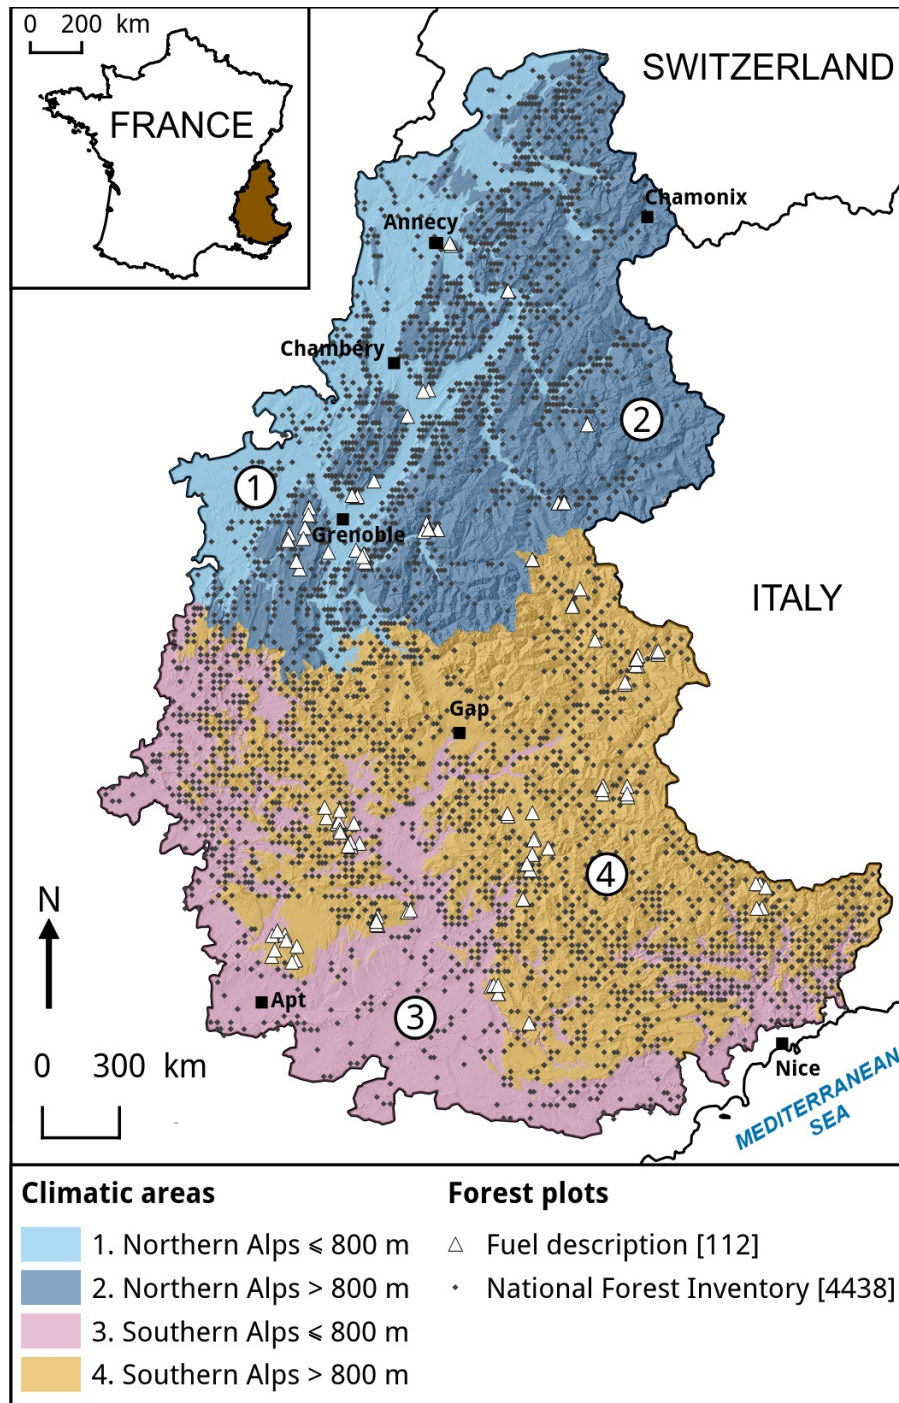 0 200 km
FRANCE
SWITZERLAND
Chamonix
Annecy
Chambéry
2
1
Grenoble
ITALY
Gap
4
N
Apt
3
0 300 km
Nice
MEDITERRANEAN
SEA
Climatic areas
1. Northern Alps ⩽ 800 m
2. Northern Alps > 800 m
3. Southern Alps ⩽ 800 m
4. Southern Alps > 800 m
Forest plots
Fuel description [112]
National Forest Inventory [4438]